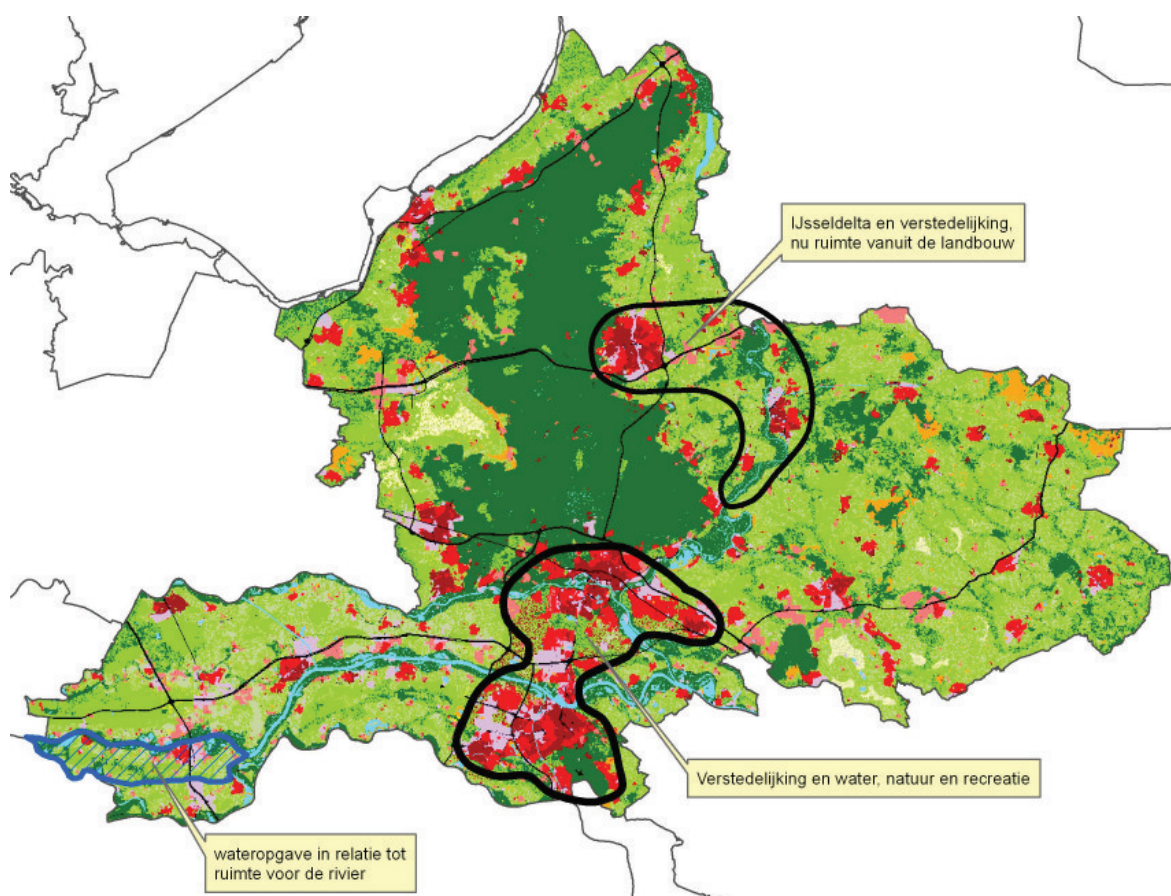 IJsseldelta en verstedelijking,
nu ruimte vanuit de landbouw
Verstedelijking en water, natuur en recreatie
wateropgave in relatie tot
ruimte voor de rivier